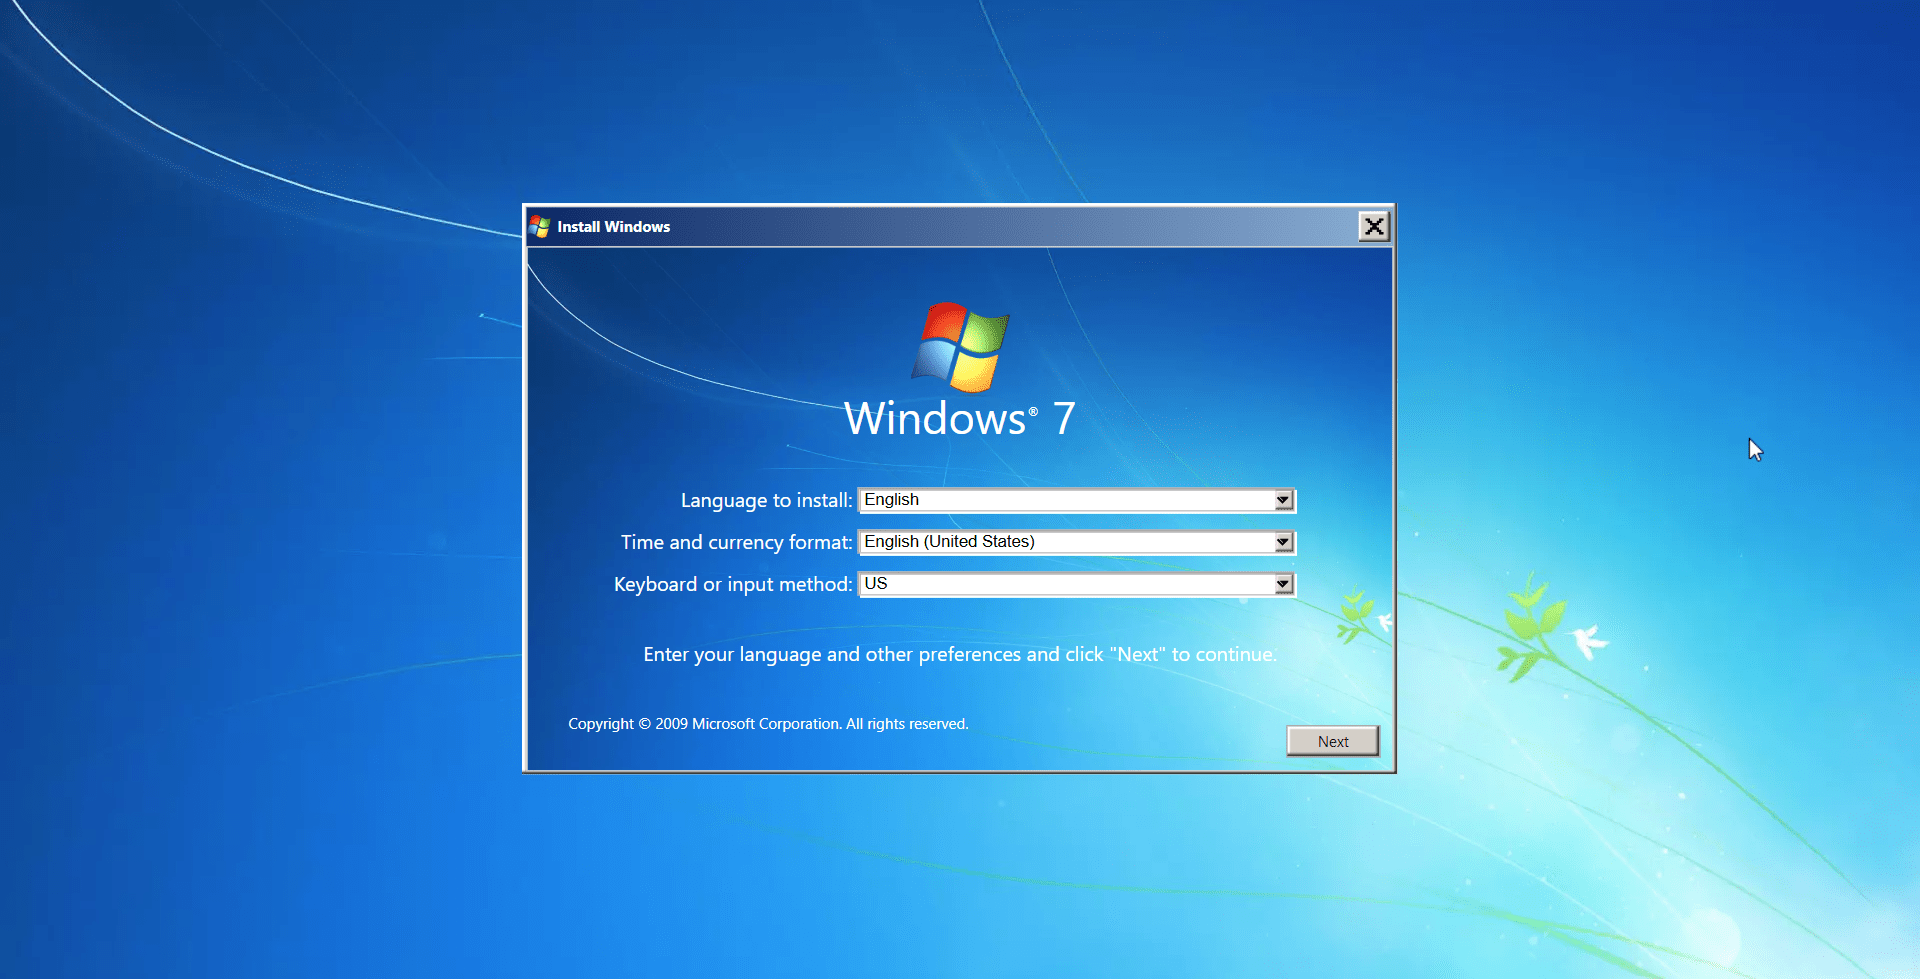 Install Windows
Windows® 7
Language to install: English
Time and currency format: English (United States)
Keyboard or input method: US
Enter your language and other preferences and click "Next" to continue.
Copyright © 2009 Microsoft Corporation. All rights reserved.
Next